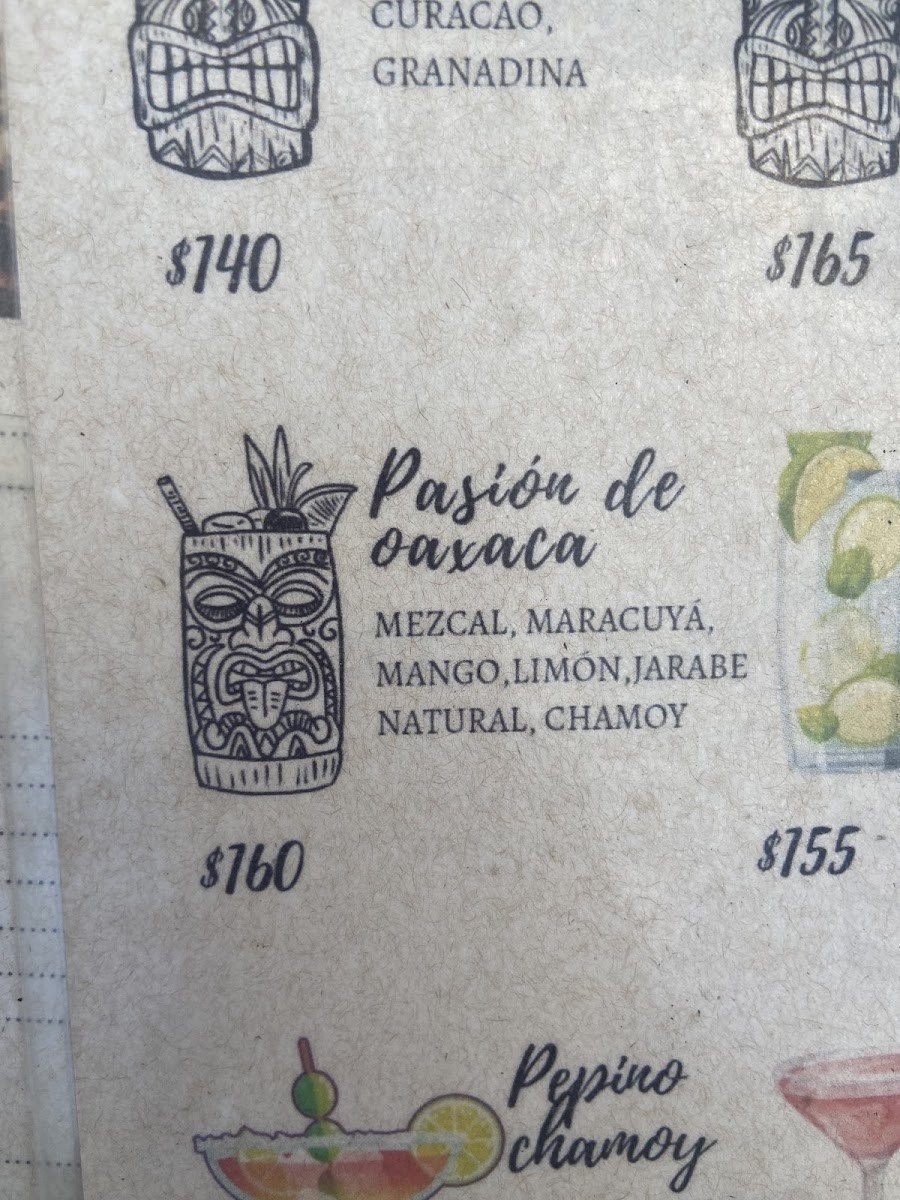 CURACAO,
GRANADINA
$140
$165
Pasión de
oaxaca
MEZCAL, MARACUYÁ,
MANGO,LIMÓN,JARABE
NATURAL, CHAMOY
$160
$155
Pepino
chamoy